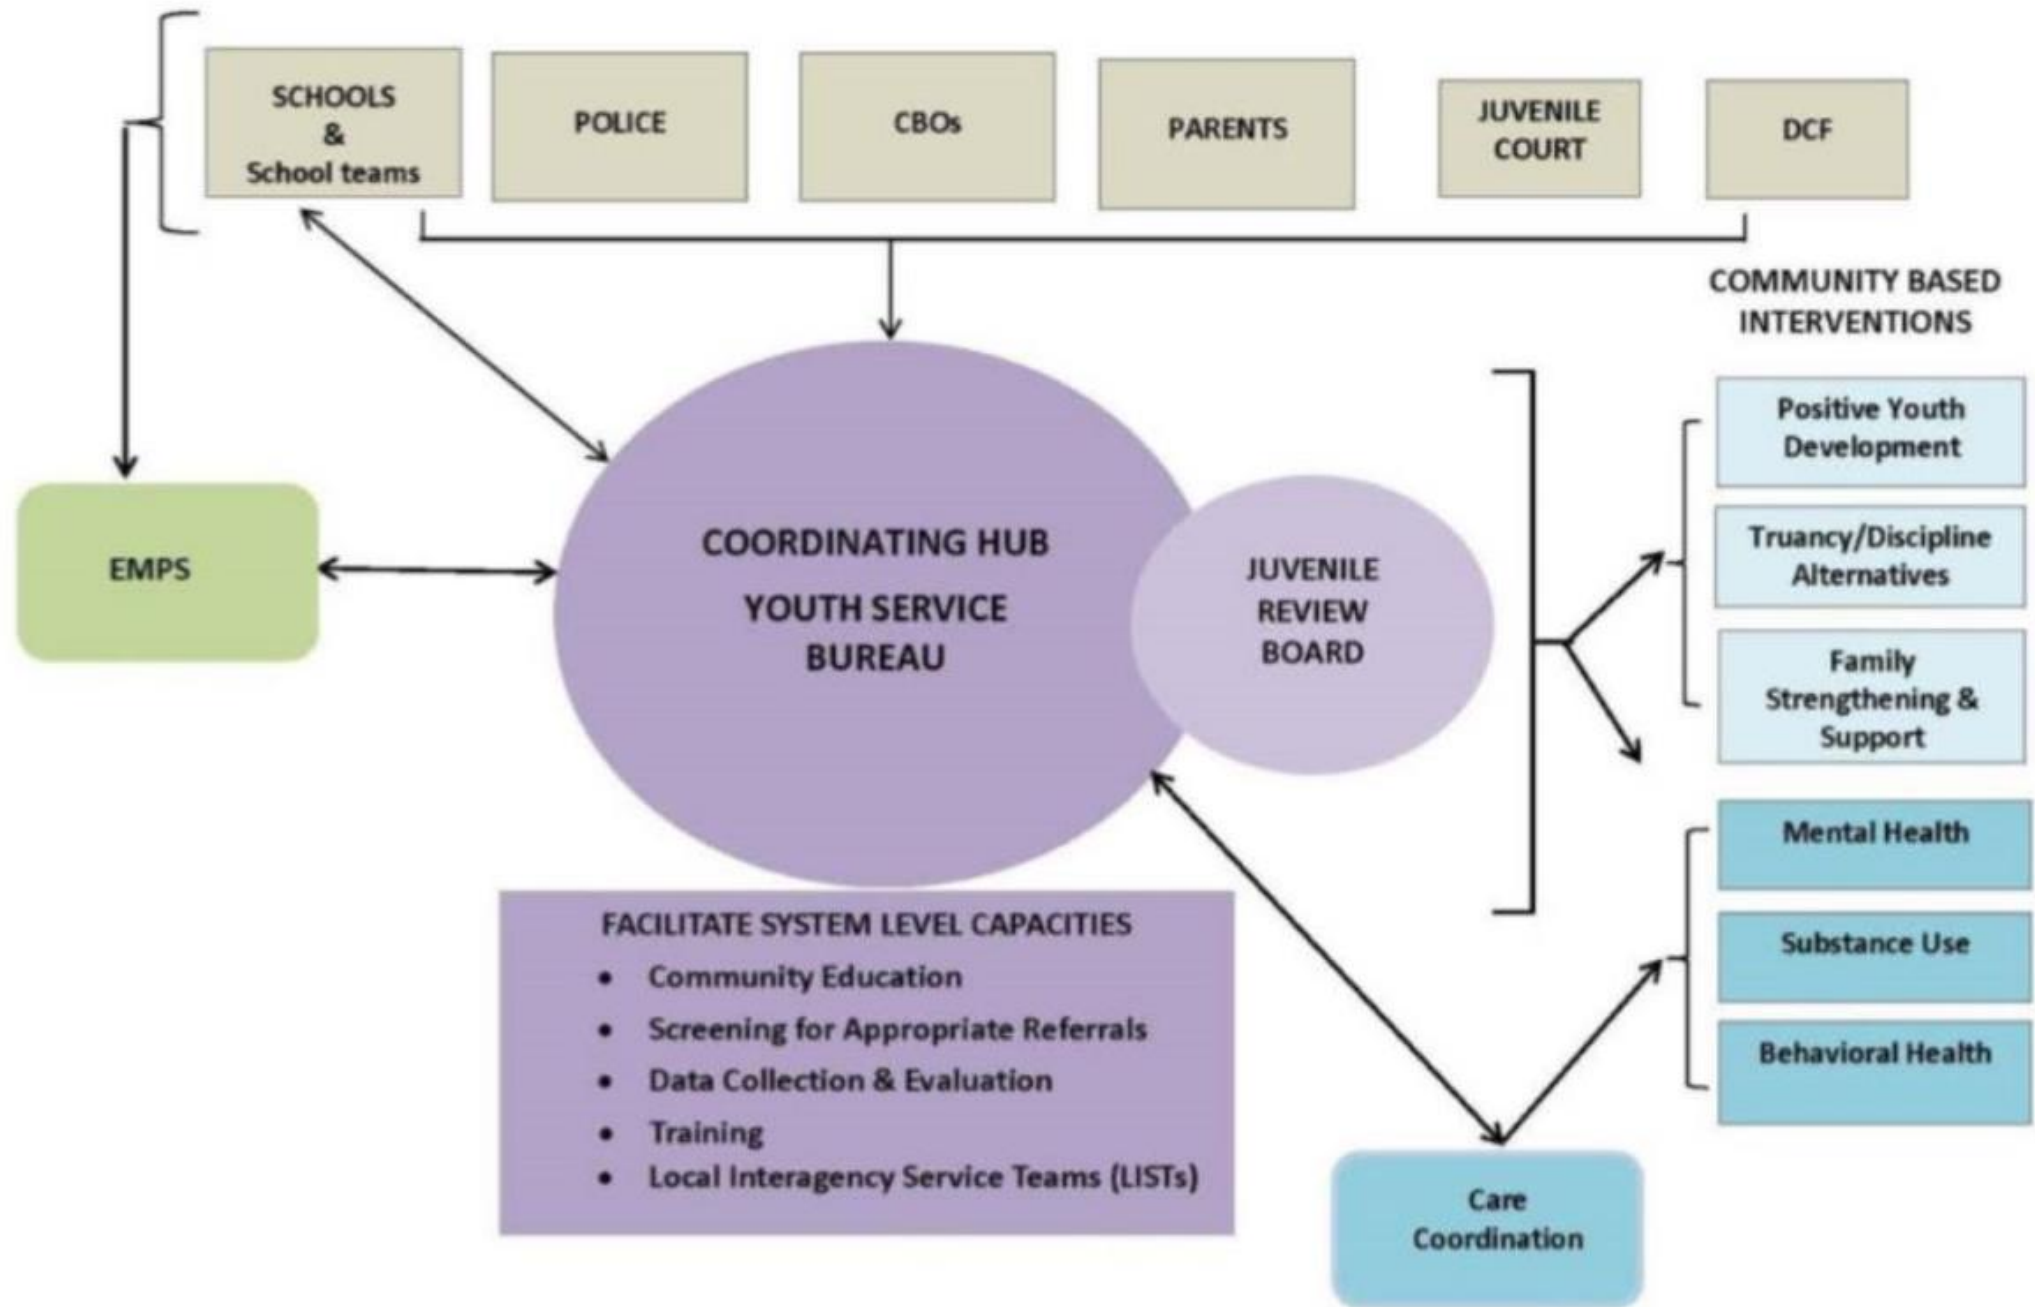 SCHOOLS
&
School teams
POLICE
CBOs
PARENTS
JUVENILE
COURT
DCF
COMMUNITY BASED
INTERVENTIONS
Positive Youth
Development
Truancy/Discipline
Alternatives
Family
Strengthening &
Support
EMPS
COORDINATING HUB
YOUTH SERVICE
BUREAU
JUVENILE
REVIEW
BOARD
Mental Health
Substance Use
Behavioral Health
FACILITATE SYSTEM LEVEL CAPACITIES
• Community Education
• Screening for Appropriate Referrals
• Data Collection & Evaluation
• Training
• Local Interagency Service Teams (LISTs)
Care
Coordination